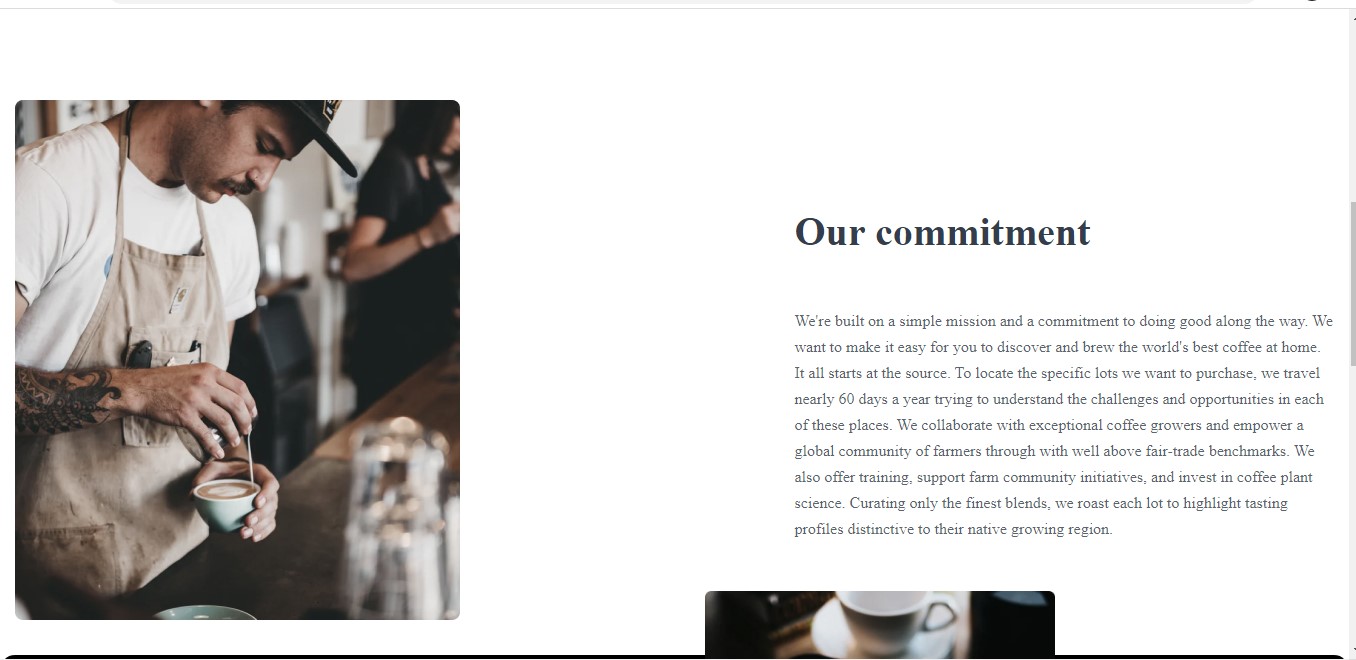 Our commitment
We're built on a simple mission and a commitment to doing good along the way. We
want to make it easy for you to discover and brew the world's best coffee at home.
It all starts at the source. To locate the specific lots we want to purchase, we travel
nearly 60 days a year trying to understand the challenges and opportunities in each
of these places. We collaborate with exceptional coffee growers and empower a
global community of farmers through with well above fair-trade benchmarks. We
also offer training, support farm community initiatives, and invest in coffee plant
science. Curating only the finest blends, we roast each lot to highlight tasting
profiles distinctive to their native growing region.